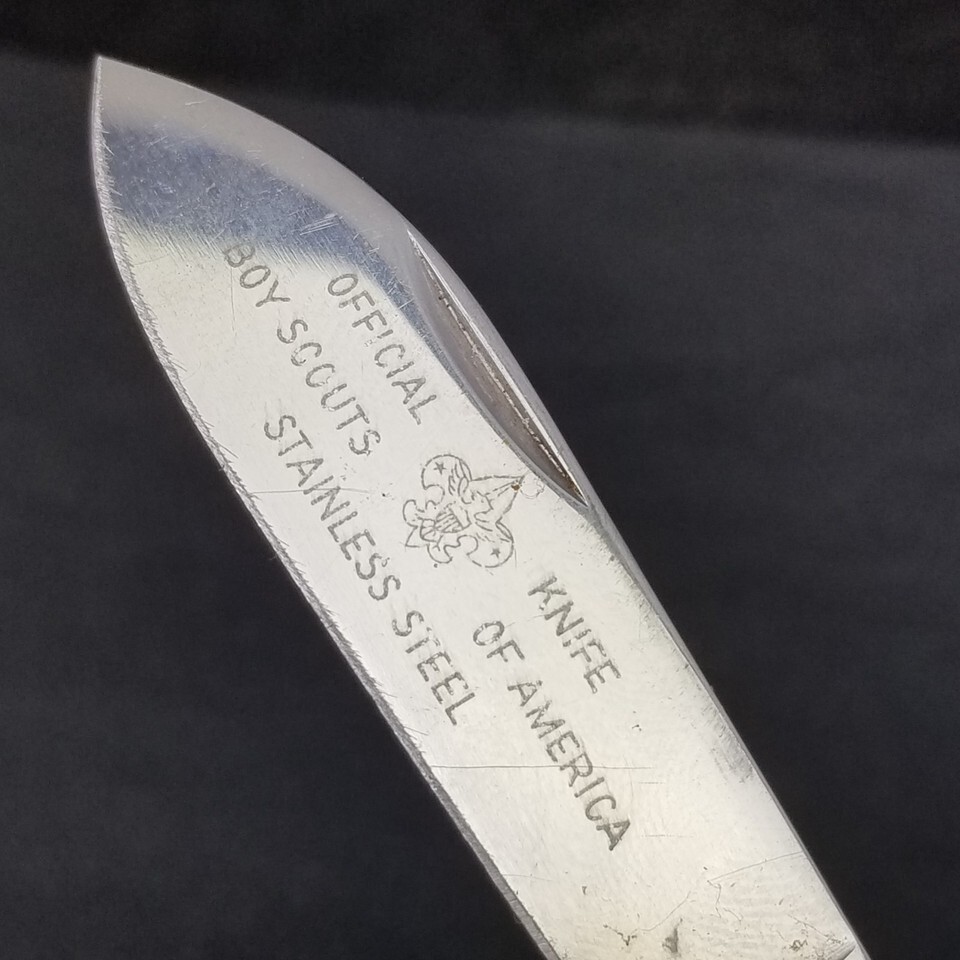 OFFICIAL KNIFE
BOY SCOUTS OF AMERICA
STAINLESS STEEL